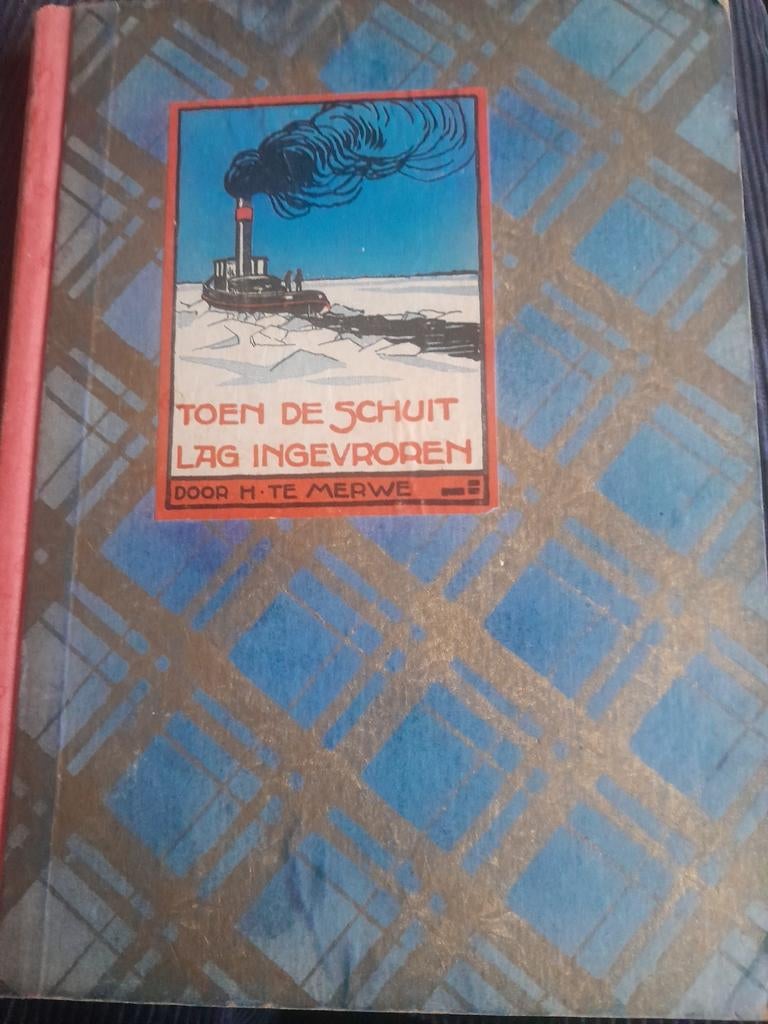 TOEN DE SCHUIT
LAG INGEVROREN
DOOR H. TE MERWE